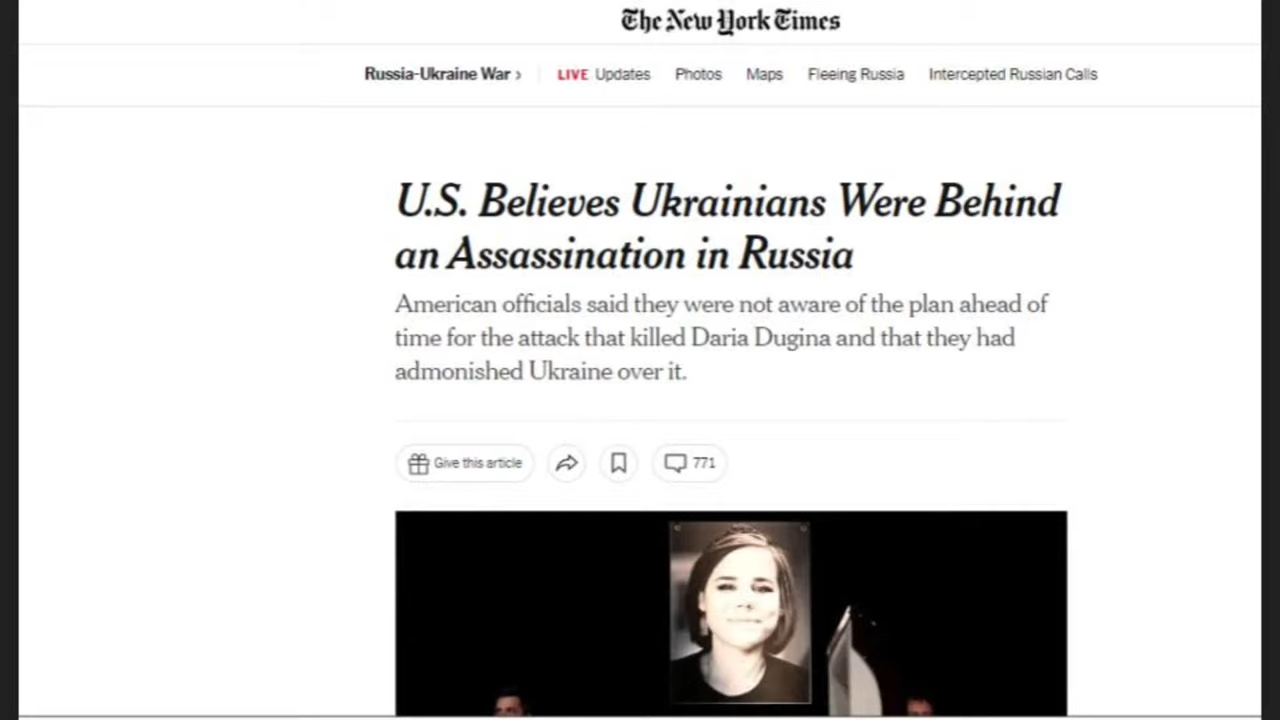 The New York Times
Russia-Ukraine War › LIVE Updates Photos Maps Fleeing Russia Intercepted Russian Calls
U.S. Believes Ukrainians Were Behind
an Assassination in Russia
American officials said they were not aware of the plan ahead of
time for the attack that killed Daria Dugina and that they had
admonished Ukraine over it.
Give this article 771